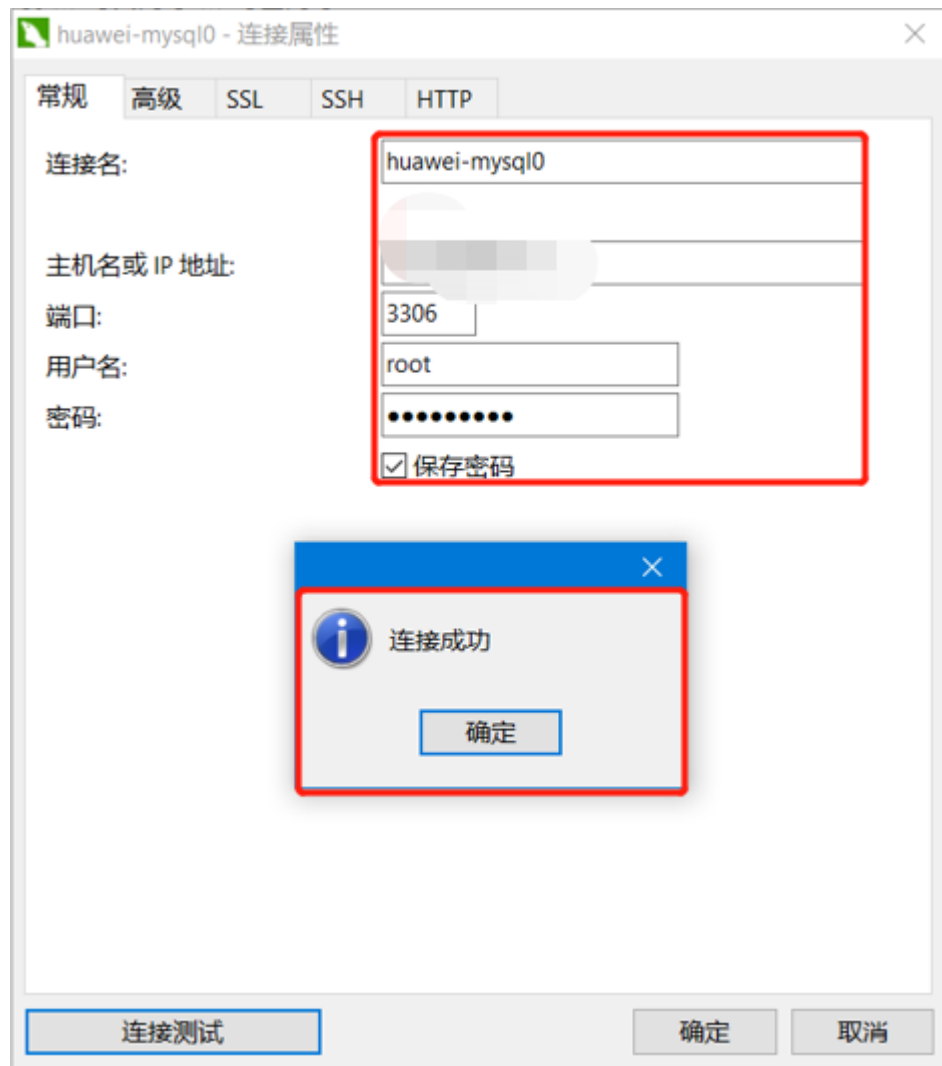 huawei-mysql0 - 连接属性
常规 高级 SSL SSH HTTP
连接名: huawei-mysql0
主机名或 IP 地址:
端口: 3306
用户名: root
密码: ●●●●●●●●●
保存密码
连接成功
确定
连接测试 确定 取消